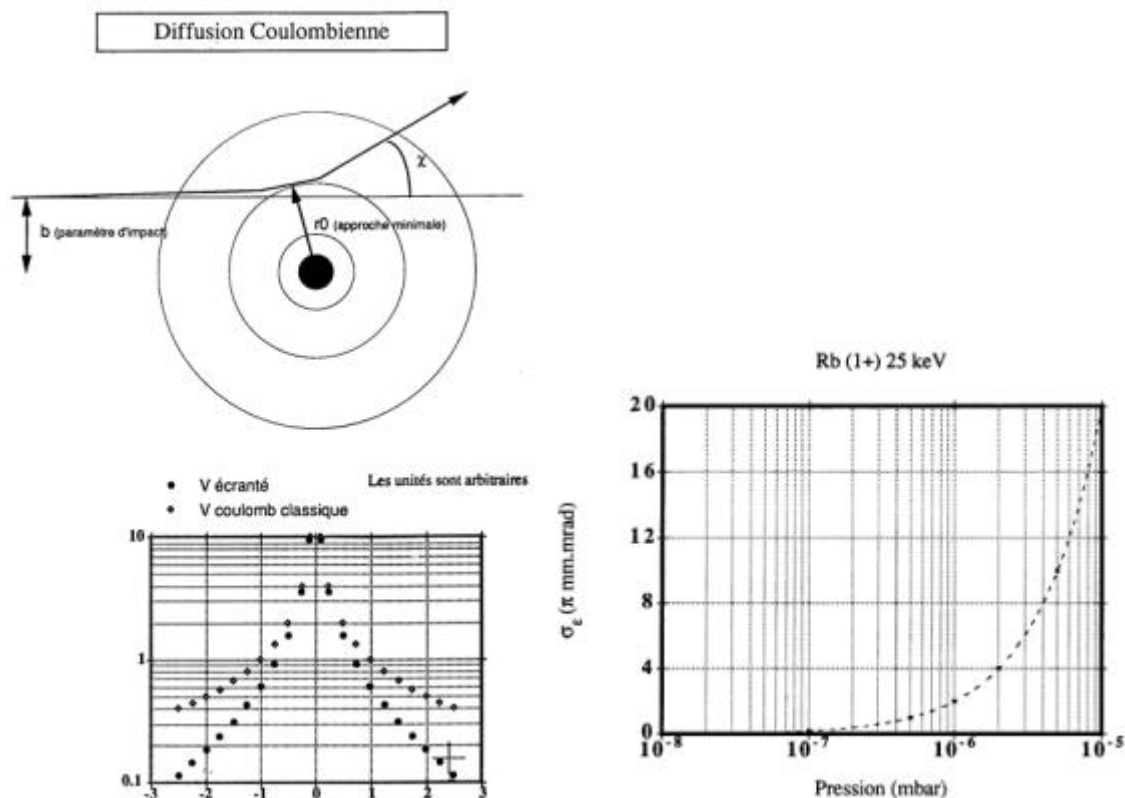 Diffusion Coulombienne
χ
b (paramètre d'impact)
r0 (approche minimale)
V écranté
Les unités sont arbitraires
V coulomb classique
10
1
0.1
-3 -2 -1 0 1 2 3
Rb (1+) 25 keV
20
16
12
8
4
0
σε (π mm.mrad)
10-8 10-7 10-6 10-5
Pression (mbar)